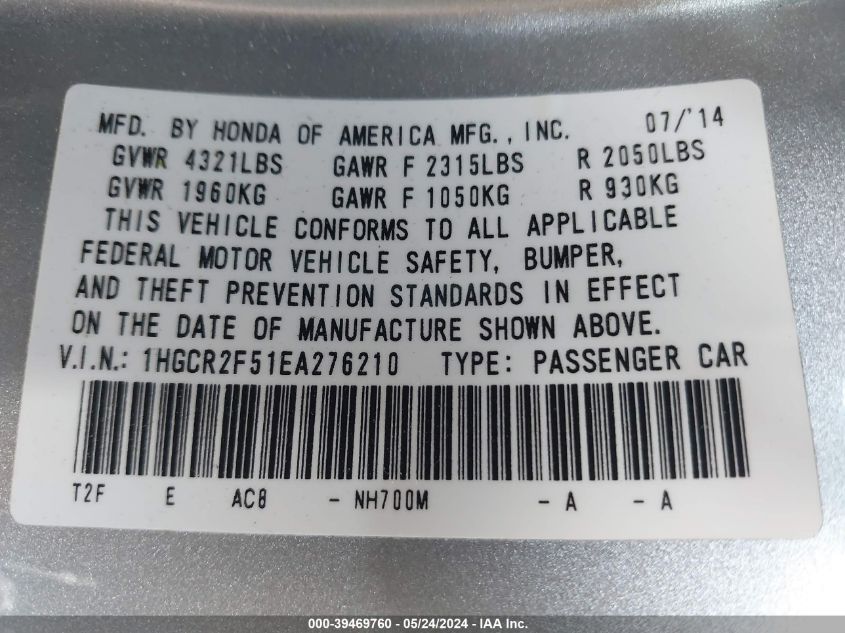 MFD. BY HONDA OF AMERICA MFG., INC. 07/'14
GVWR 4321LBS GAWR F 2315LBS R 2050LBS
GVWR 1960KG GAWR F 1050KG R 930KG
THIS VEHICLE CONFORMS TO ALL APPLICABLE
FEDERAL MOTOR VEHICLE SAFETY, BUMPER,
AND THEFT PREVENTION STANDARDS IN EFFECT
ON THE DATE OF MANUFACTURE SHOWN ABOVE.
V.I.N.: 1HGCR2F51EA276210 TYPE: PASSENGER CAR
T2F E AC8 - NH700M - A - A
000-39469760 - 05/24/2024 - IAA Inc.